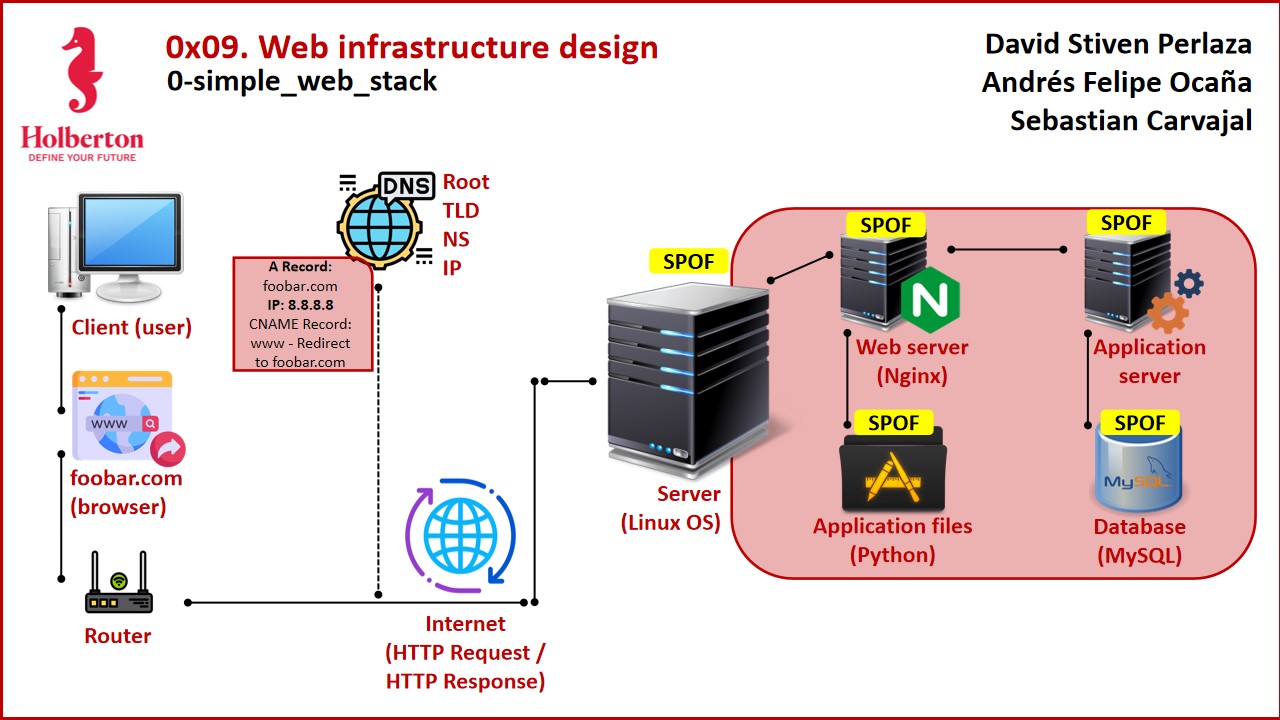 0x09. Web infrastructure design
0-simple_web_stack
David Stiven Perlaza
Andrés Felipe Ocaña
Sebastian Carvajal
Holberton
DEFINE YOUR FUTURE
Client (user)
WWW
foobar.com
(browser)
Router
DNS
Root
TLD
NS
IP
A Record:
foobar.com
IP: 8.8.8.8
CNAME Record:
www - Redirect
to foobar.com
Internet
(HTTP Request /
HTTP Response)
SPOF
Server
(Linux OS)
SPOF
N
Web server
(Nginx)
SPOF
Application
server
SPOF
Application files
(Python)
SPOF
MySQL
Database
(MySQL)